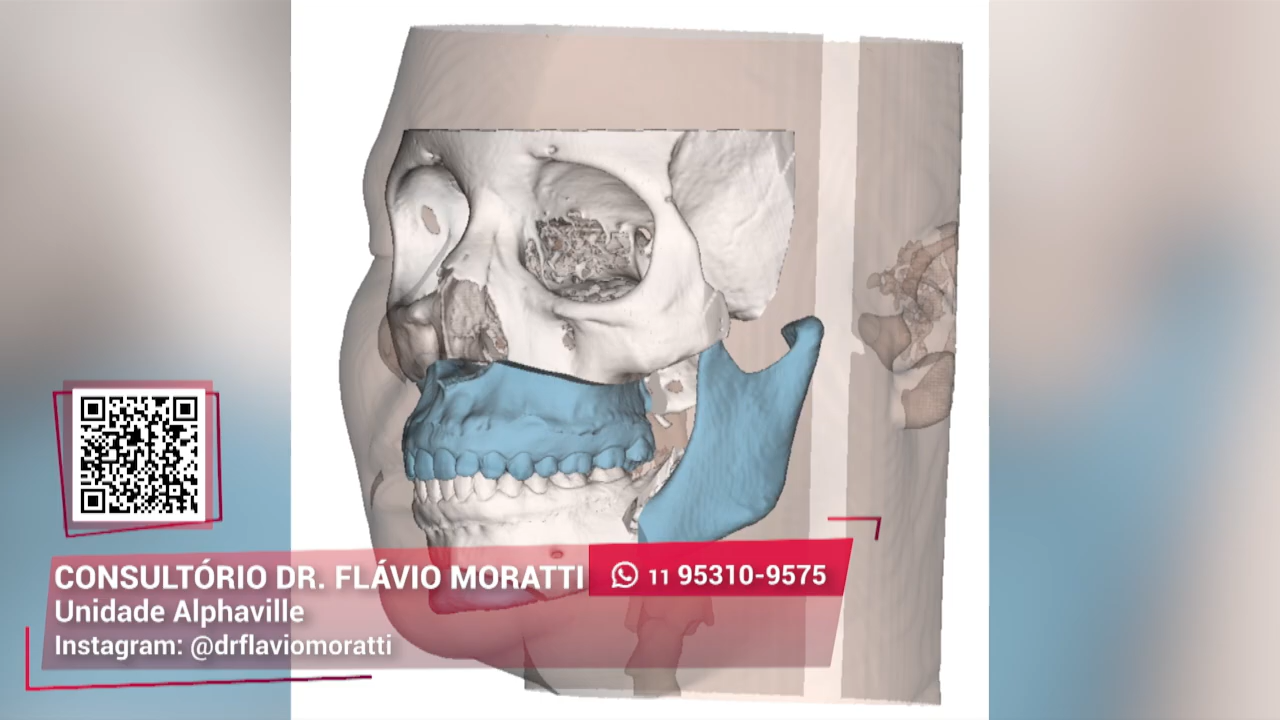 CONSULTÓRIO DR. FLÁVIO MORATTI
11 95310-9575
Unidade Alphaville
Instagram: @drflaviomoratti